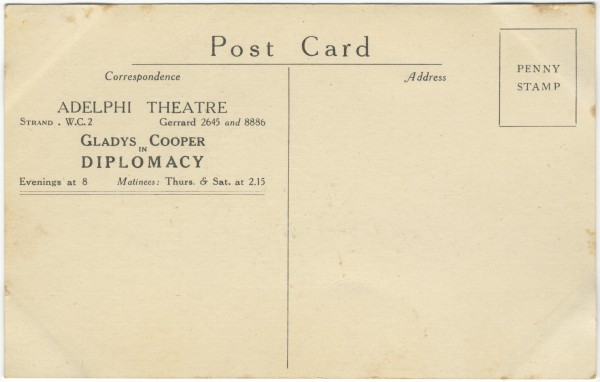 Post Card
Correspondence
Address
PENNY
STAMP
ADELPHI THEATRE
STRAND . W.C.2 Gerrard 2645 and 8886
GLADYS COOPER
IN
DIPLOMACY
Evenings at 8 Matinees: Thurs. & Sat. at 2.15